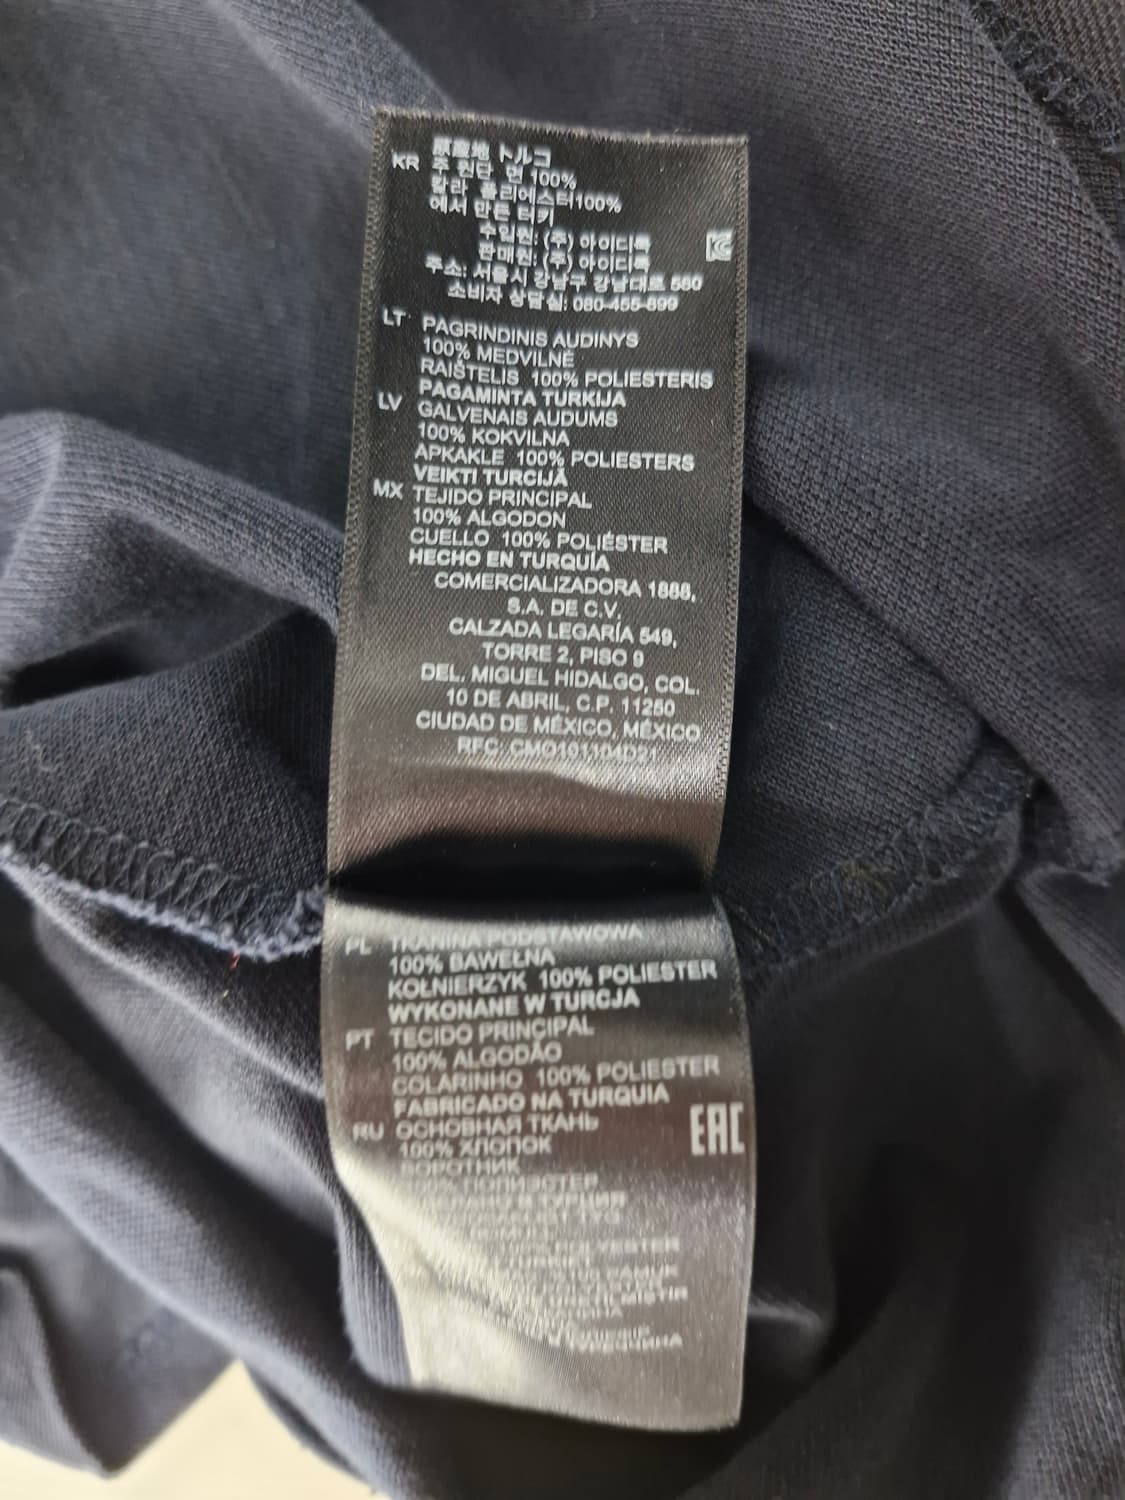 原産地 トルコ
KR 주 원단 면 100%
칼라 폴리에스터100%
에서 만든 터키
수입원: (주) 아이디룩
판매원: (주) 아이디룩
주소: 서울시 강남구 강남대로 560
소비자 상담실: 080-455-899
LT PAGRINDINIS AUDINYS
100% MEDVILNĖ
RAIŠTELIS 100% POLIESTERIS
PAGAMINTA TURKIJA
LV GALVENAIS AUDUMS
100% KOKVILNA
APKAKLE 100% POLIESTERS
VEIKTI TURCIJĀ
MX TEJIDO PRINCIPAL
100% ALGODON
CUELLO 100% POLIÉSTER
HECHO EN TURQUÍA
COMERCIALIZADORA 1888,
S.A. DE C.V.
CALZADA LEGARÍA 549,
TORRE 2, PISO 9
DEL. MIGUEL HIDALGO, COL.
10 DE ABRIL, C.P. 11250
CIUDAD DE MÉXICO, MÉXICO
RFC: CMO101104D21
PL TKANINA PODSTAWOWA
100% BAWEŁNA
KOŁNIERZYK 100% POLIESTER
WYKONANE W TURCJA
PT TECIDO PRINCIPAL
100% ALGODÃO
COLARINHO 100% POLIESTER
FABRICADO NA TURQUIA
RU ОСНОВНАЯ ТКАНЬ
100% ХЛОПОК
ВОРОТНИК
100% ПОЛИЭСТЕР
EAC